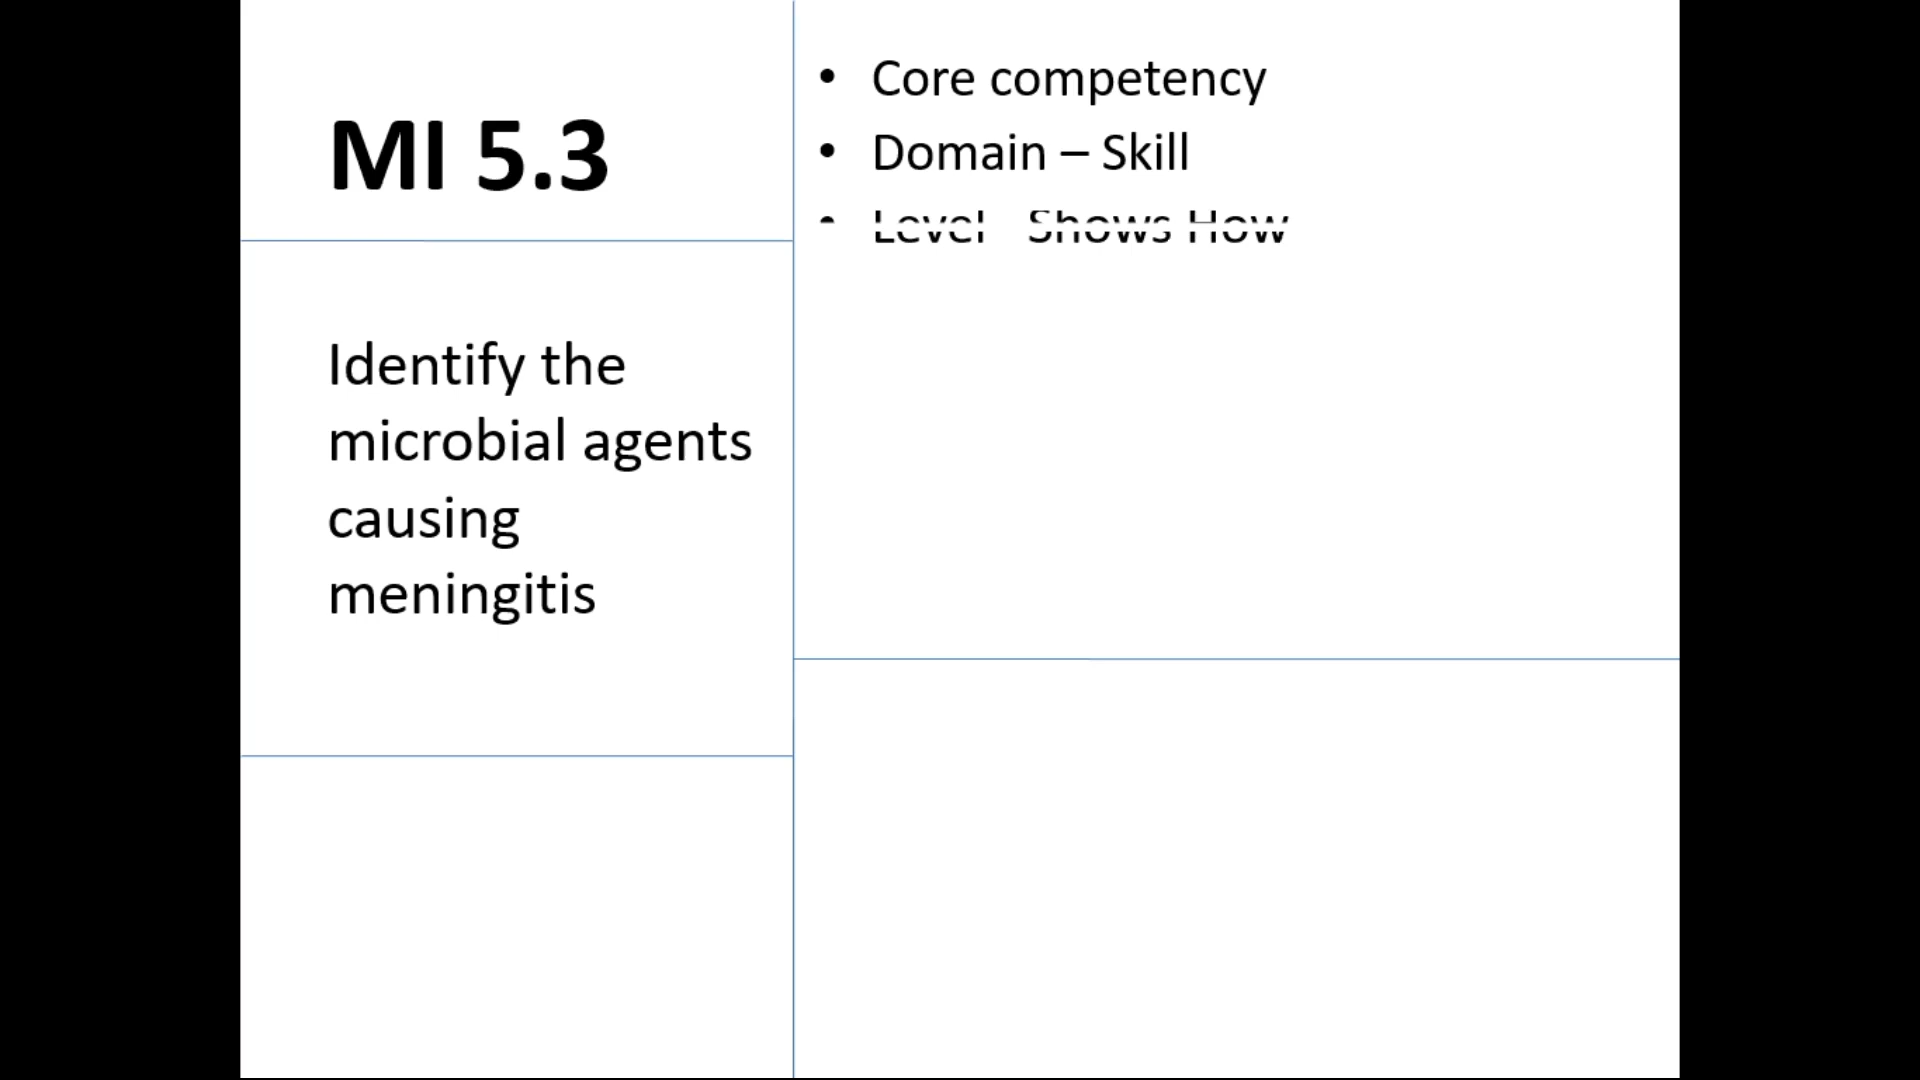 MI 5.3
Identify the
microbial agents
causing
meningitis
• Core competency
• Domain – Skill
• Level Shows How